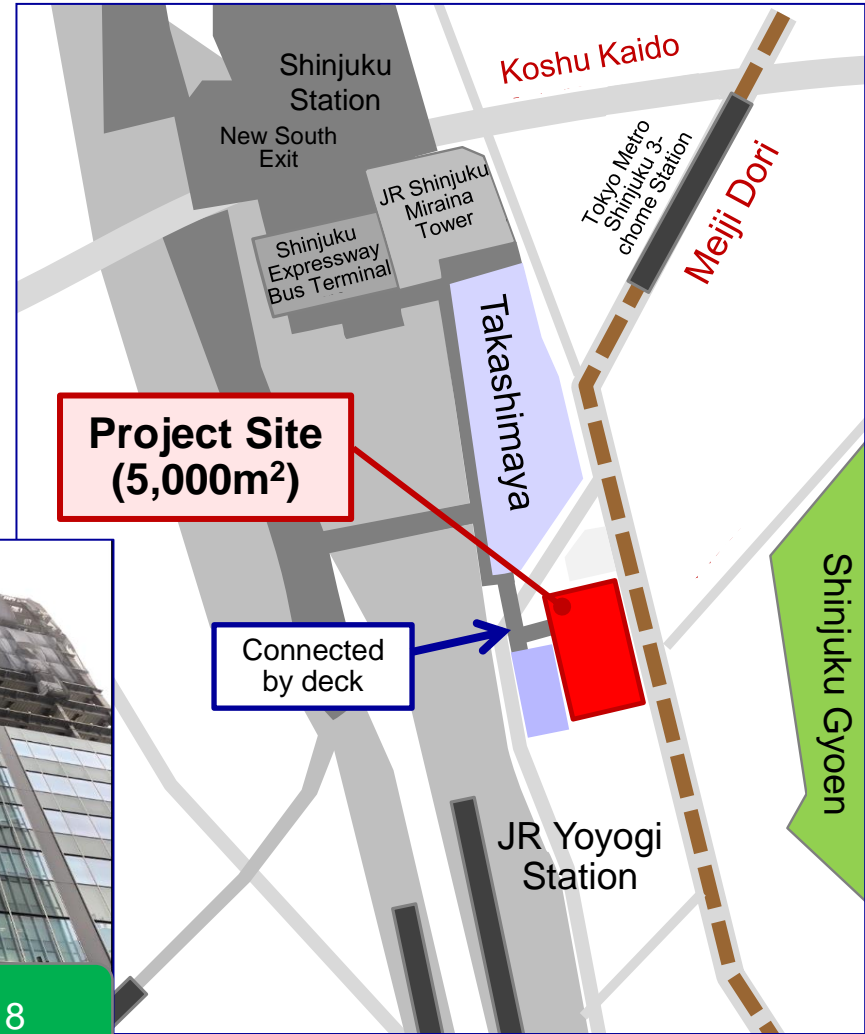 Shinjuku
Station
New South
Exit
Koshu Kaido
JR Shinjuku
Miraina
Tower
Tokyo Metro
Shinjuku 3-
chome Station
Meiji Dori
Shinjuku
Expressway
Bus Terminal
Takashimaya
Project Site
(5,000m²)
Connected
by deck
Shinjuku Gyoen
JR Yoyogi
Station
8